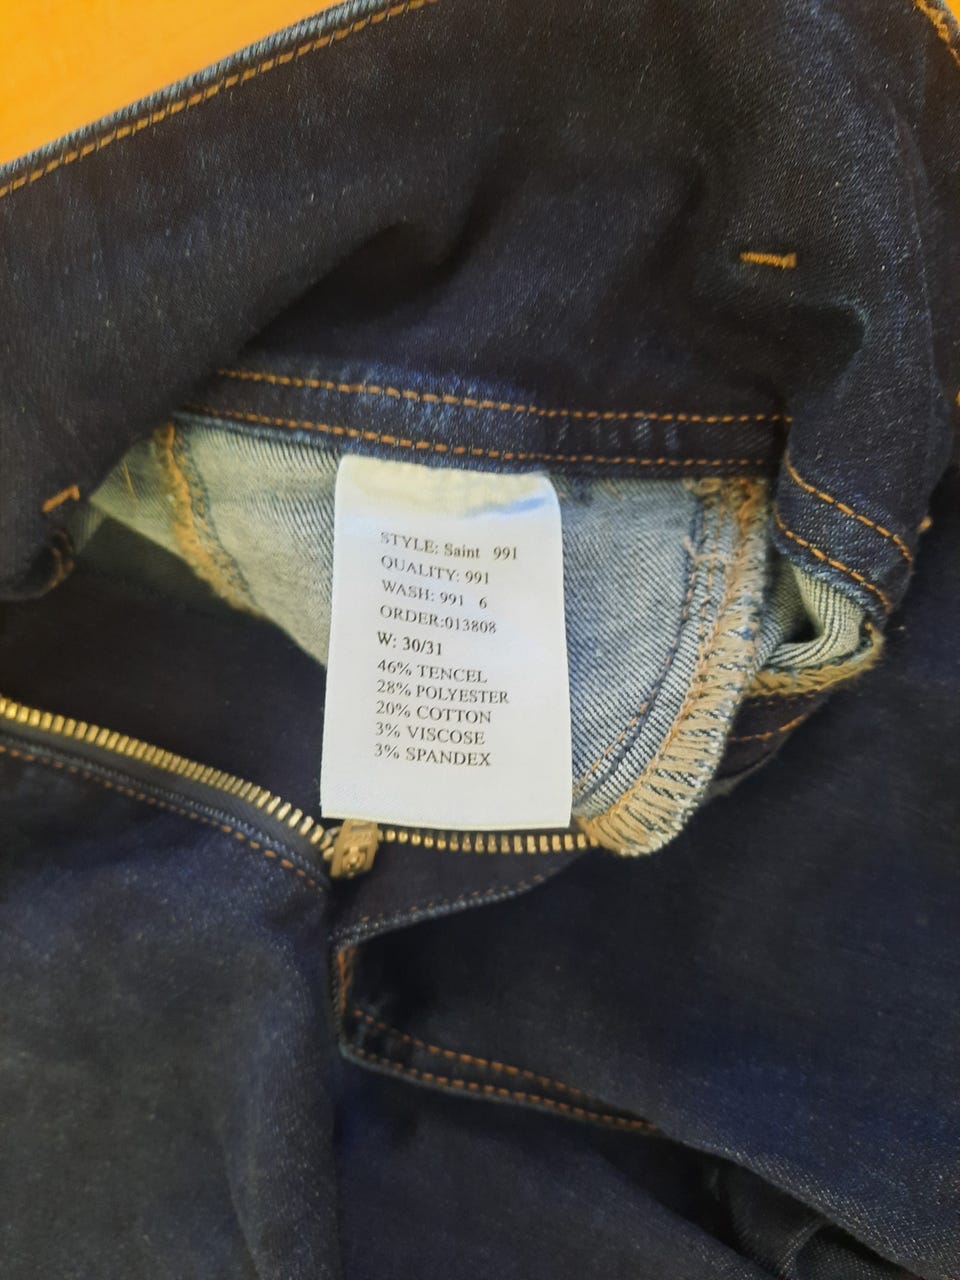 STYLE: Saint 991
QUALITY: 991
WASH: 991 6
ORDER:013808
W: 30/31
46% TENCEL
28% POLYESTER
20% COTTON
3% VISCOSE
3% SPANDEX